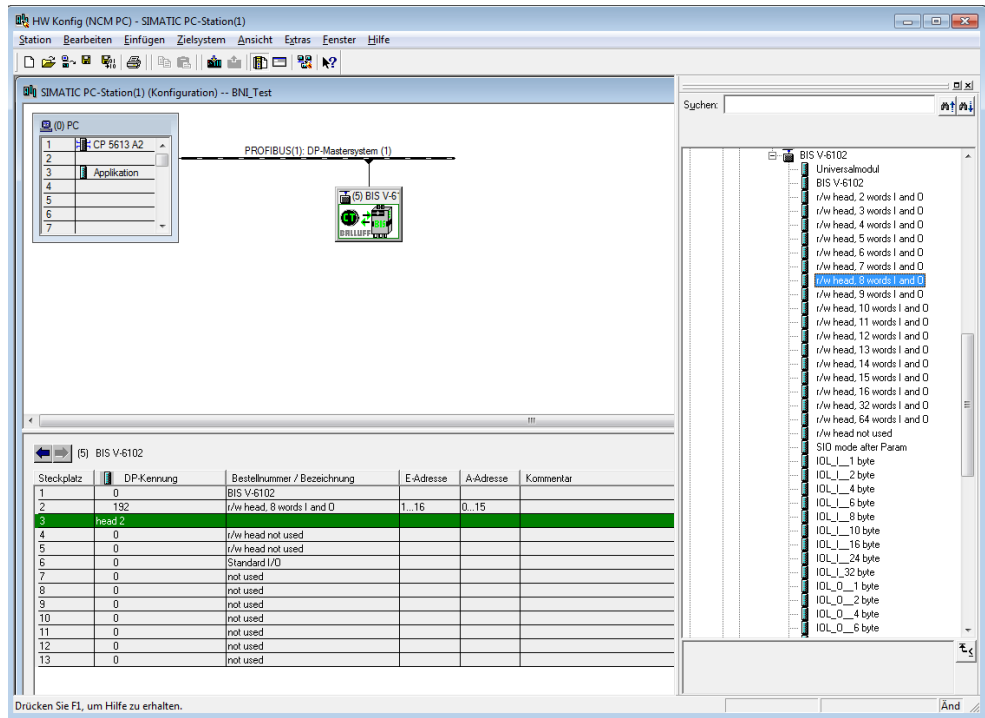 HW Konfig (NCM PC) - SIMATIC PC-Station(1)
Station Bearbeiten Einfügen Zielsystem Ansicht Extras Fenster Hilfe
SIMATIC PC-Station(1) (Konfiguration) -- BNI_Test
(0) PC
1 CP 5613 A2
2
3 Applikation
4
5
6
7
PROFIBUS(1): DP-Mastersystem (1)
(5) BIS V-6
BALLUFF
(5) BIS V-6102
Steckplatz DP-Kennung Bestellnummer / Bezeichnung E-Adresse A-Adresse Kommentar
1 0 BIS V-6102
2 192 r/w head, 8 words I and O 1...16 0...15
3 head 2
4 0 r/w head not used
5 0 r/w head not used
6 0 Standard I/O
7 0 not used
8 0 not used
9 0 not used
10 0 not used
11 0 not used
12 0 not used
13 0 not used
Suchen:
BIS V-6102
Universalmodul
BIS V-6102
r/w head, 2 words I and O
r/w head, 3 words I and O
r/w head, 4 words I and O
r/w head, 5 words I and O
r/w head, 6 words I and O
r/w head, 7 words I and O
r/w head, 8 words I and O
r/w head, 9 words I and O
r/w head, 10 words I and O
r/w head, 11 words I and O
r/w head, 12 words I and O
r/w head, 13 words I and O
r/w head, 14 words I and O
r/w head, 15 words I and O
r/w head, 16 words I and O
r/w head, 32 words I and O
r/w head, 64 words I and O
r/w head not used
SIO mode after Param
IOL_I__1 byte
IOL_I__2 byte
IOL_I__4 byte
IOL_I__6 byte
IOL_I__8 byte
IOL_I__10 byte
IOL_I__16 byte
IOL_I__24 byte
IOL_I_32 byte
IOL_O__1 byte
IOL_O__2 byte
IOL_O__4 byte
IOL_O__6 byte
Drücken Sie F1, um Hilfe zu erhalten.
Änd